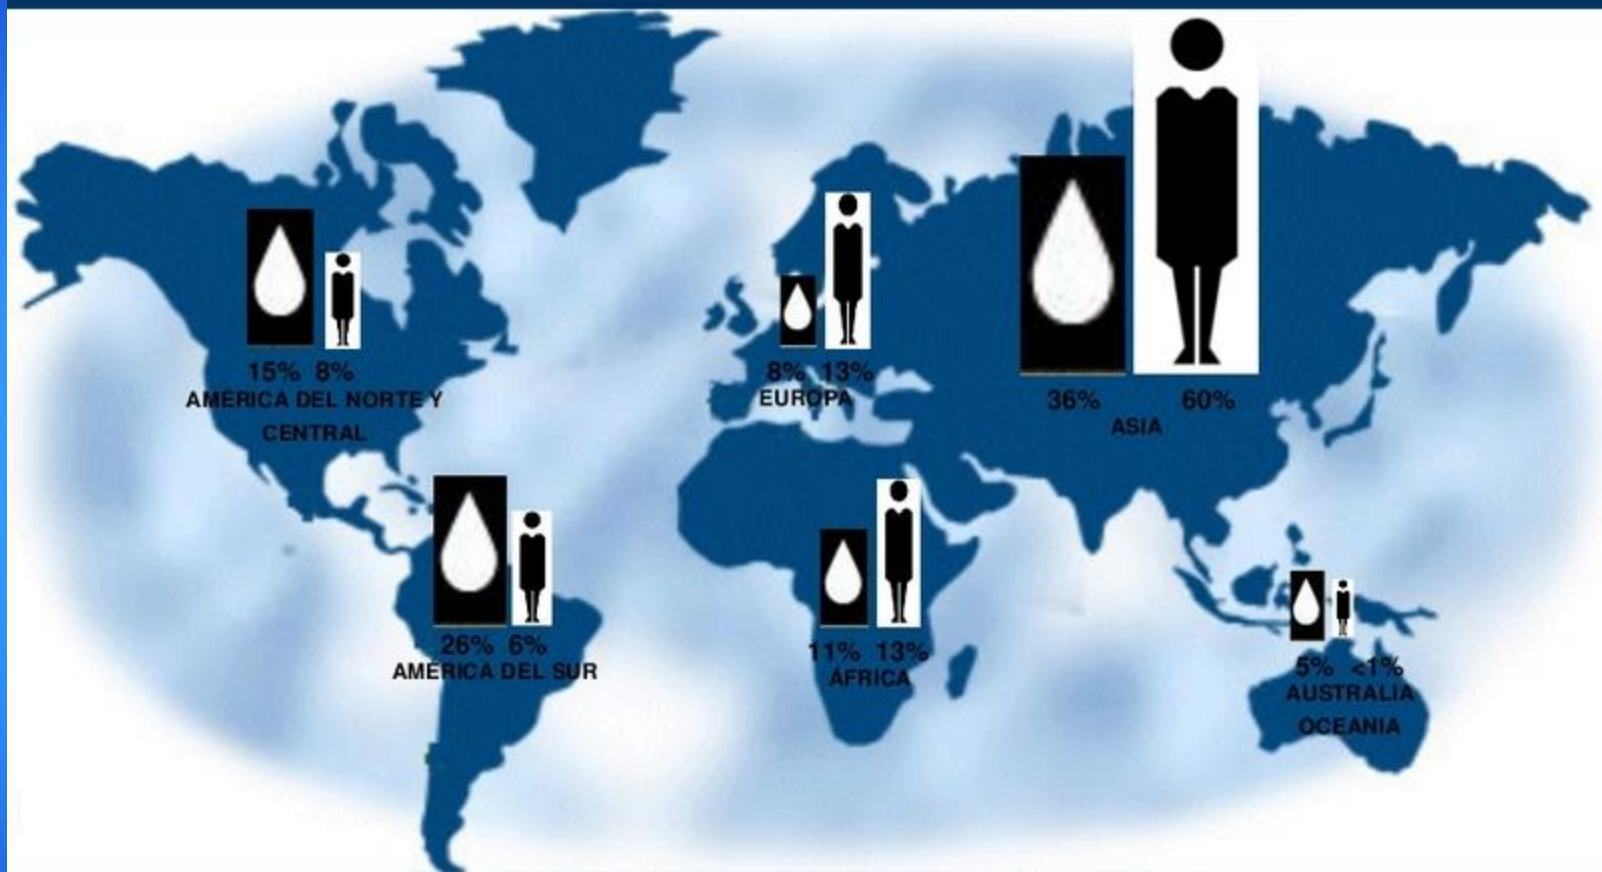 15% 8%
AMÉRICA DEL NORTE Y
CENTRAL
8% 13%
EUROPA
36% 60%
ASIA
26% 6%
AMÉRICA DEL SUR
11% 13%
ÁFRICA
5% <1%
AUSTRALIA
OCEANIA